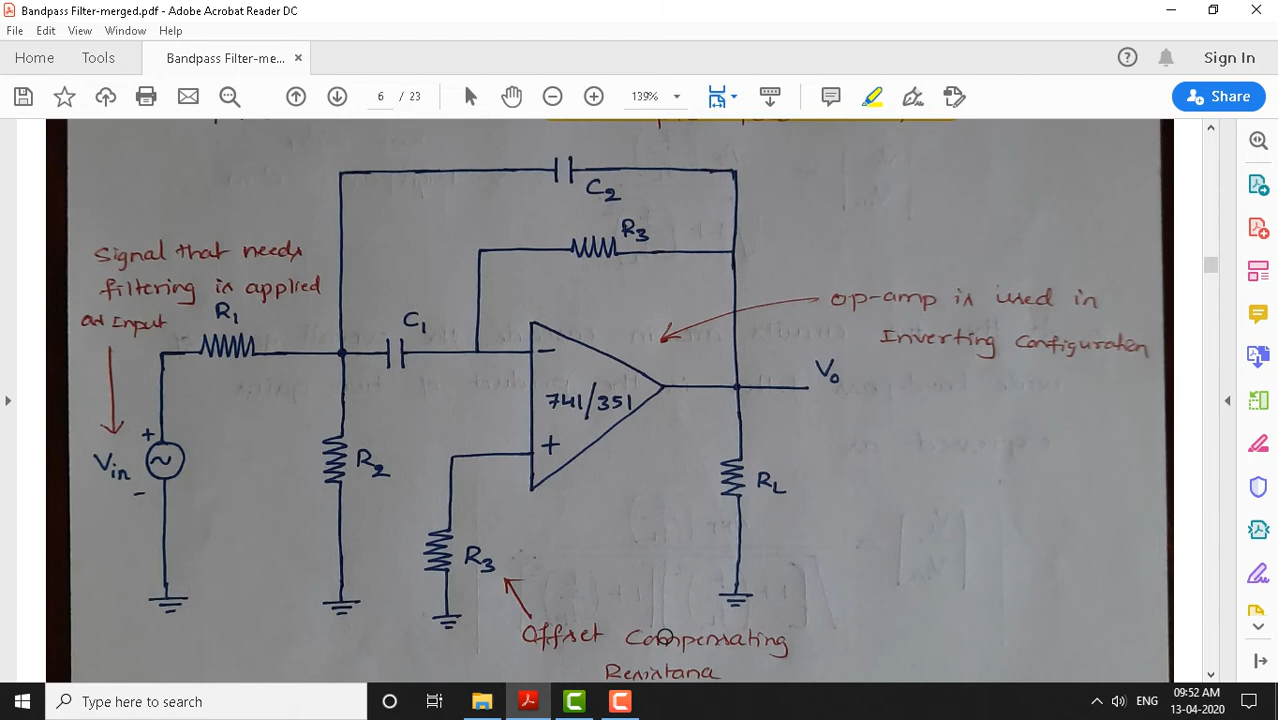 Bandpass Filter-merged.pdf - Adobe Acrobat Reader DC
File Edit View Window Help
Home Tools Bandpass Filter-me... ×
Sign In
6 / 23
139%
Share
C2
R3
Signal that needs
filtering is applied
as Input
R1
C1
op-amp is used in
Inverting Configuration
Vo
741/351
+
-
Vin
R2
RL
R3
Offset Compensating
Resistance
Type here to search
ENG
09:52 AM
13-04-2020